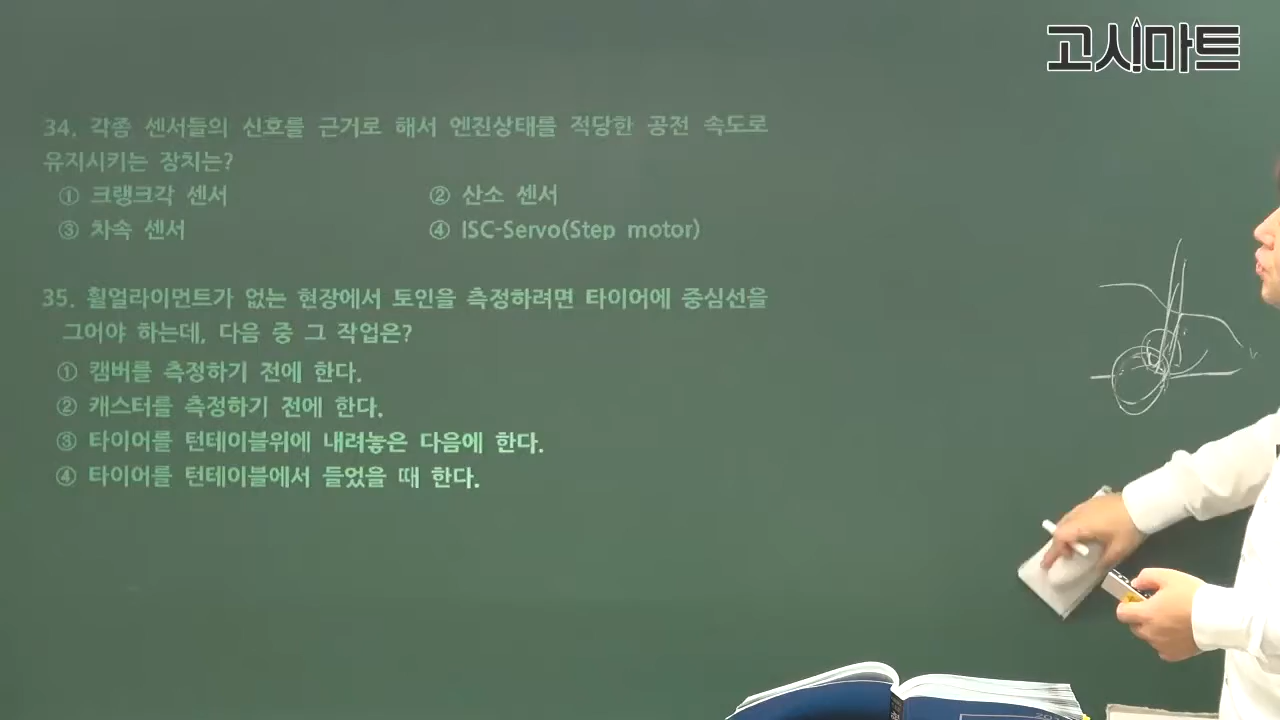 고시마트
34. 각종 센서들의 신호를 근거로 해서 엔진상태를 적당한 공전 속도로
유지시키는 장치는?
① 크랭크각 센서 ② 산소 센서
③ 차속 센서 ④ ISC-Servo(Step motor)
35. 휠얼라이먼트가 없는 현장에서 토인을 측정하려면 타이어에 중심선을
그어야 하는데, 다음 중 그 작업은?
① 캠버를 측정하기 전에 한다.
② 캐스터를 측정하기 전에 한다.
③ 타이어를 턴테이블위에 내려놓은 다음에 한다.
④ 타이어를 턴테이블에서 들었을 때 한다.